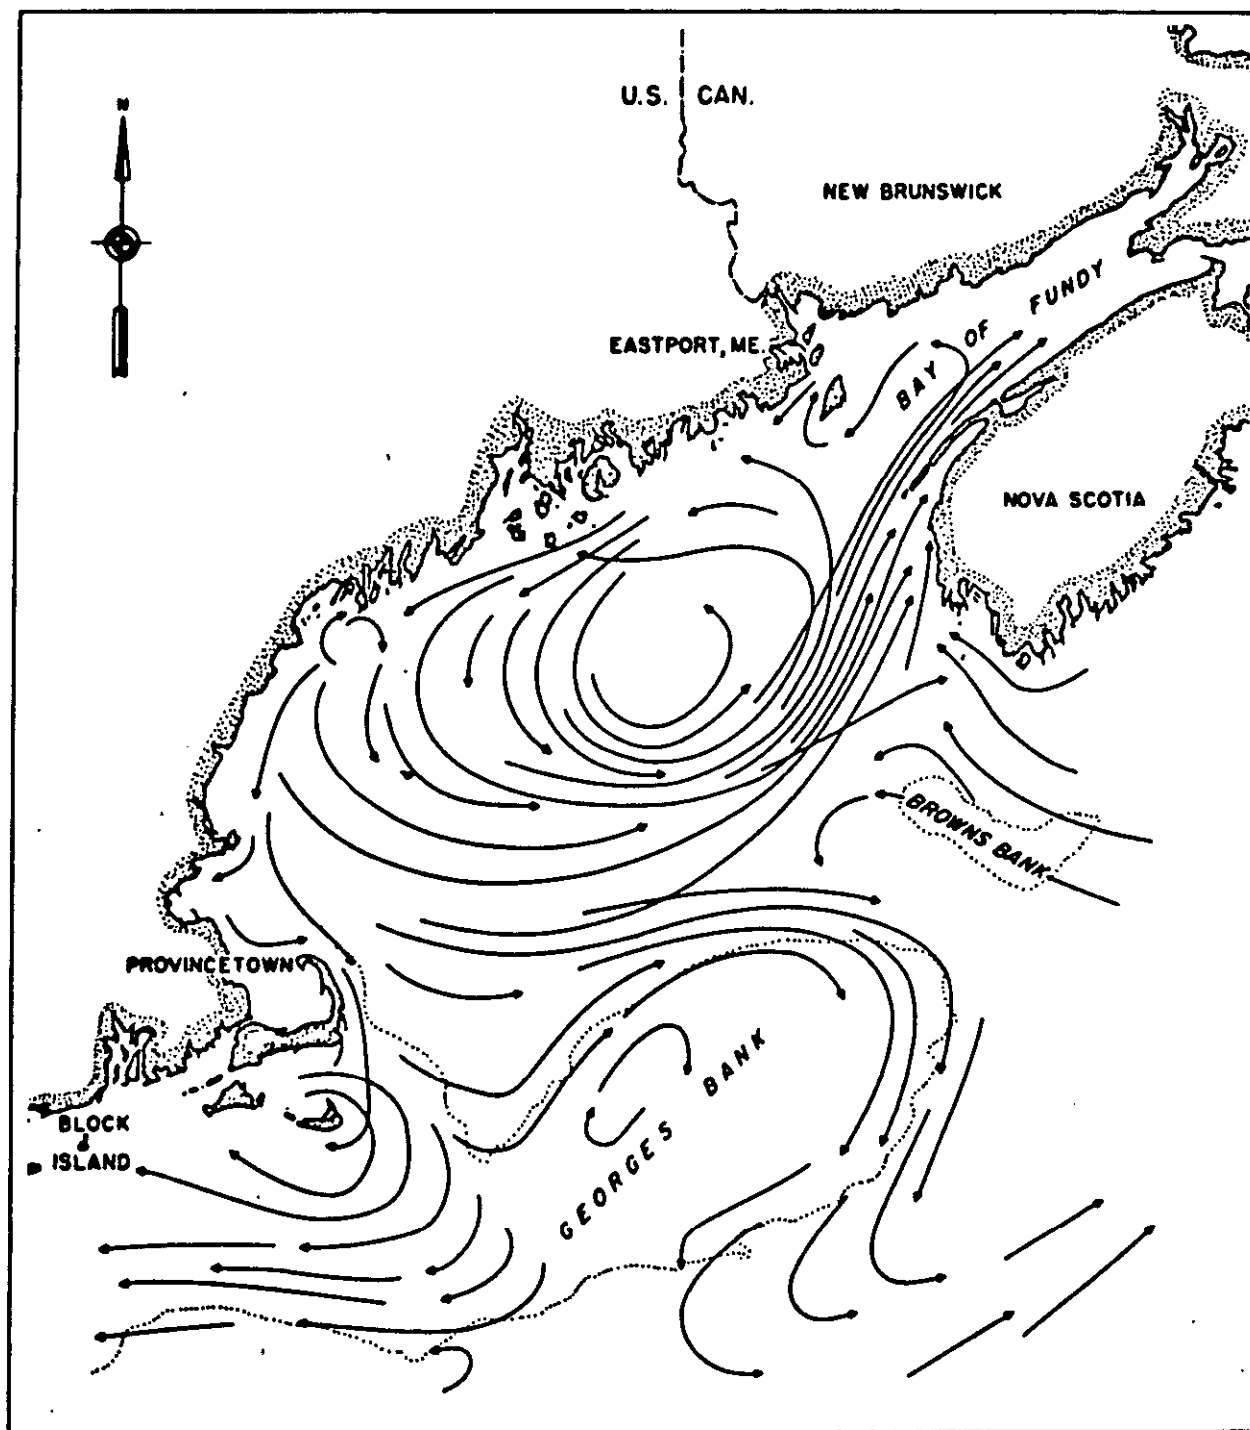 N
U.S. CAN.
NEW BRUNSWICK
BAY OF FUNDY
EASTPORT, ME.
NOVA SCOTIA
BROWNS BANK
PROVINCETOWN
GEORGES BANK
BLOCK
ISLAND